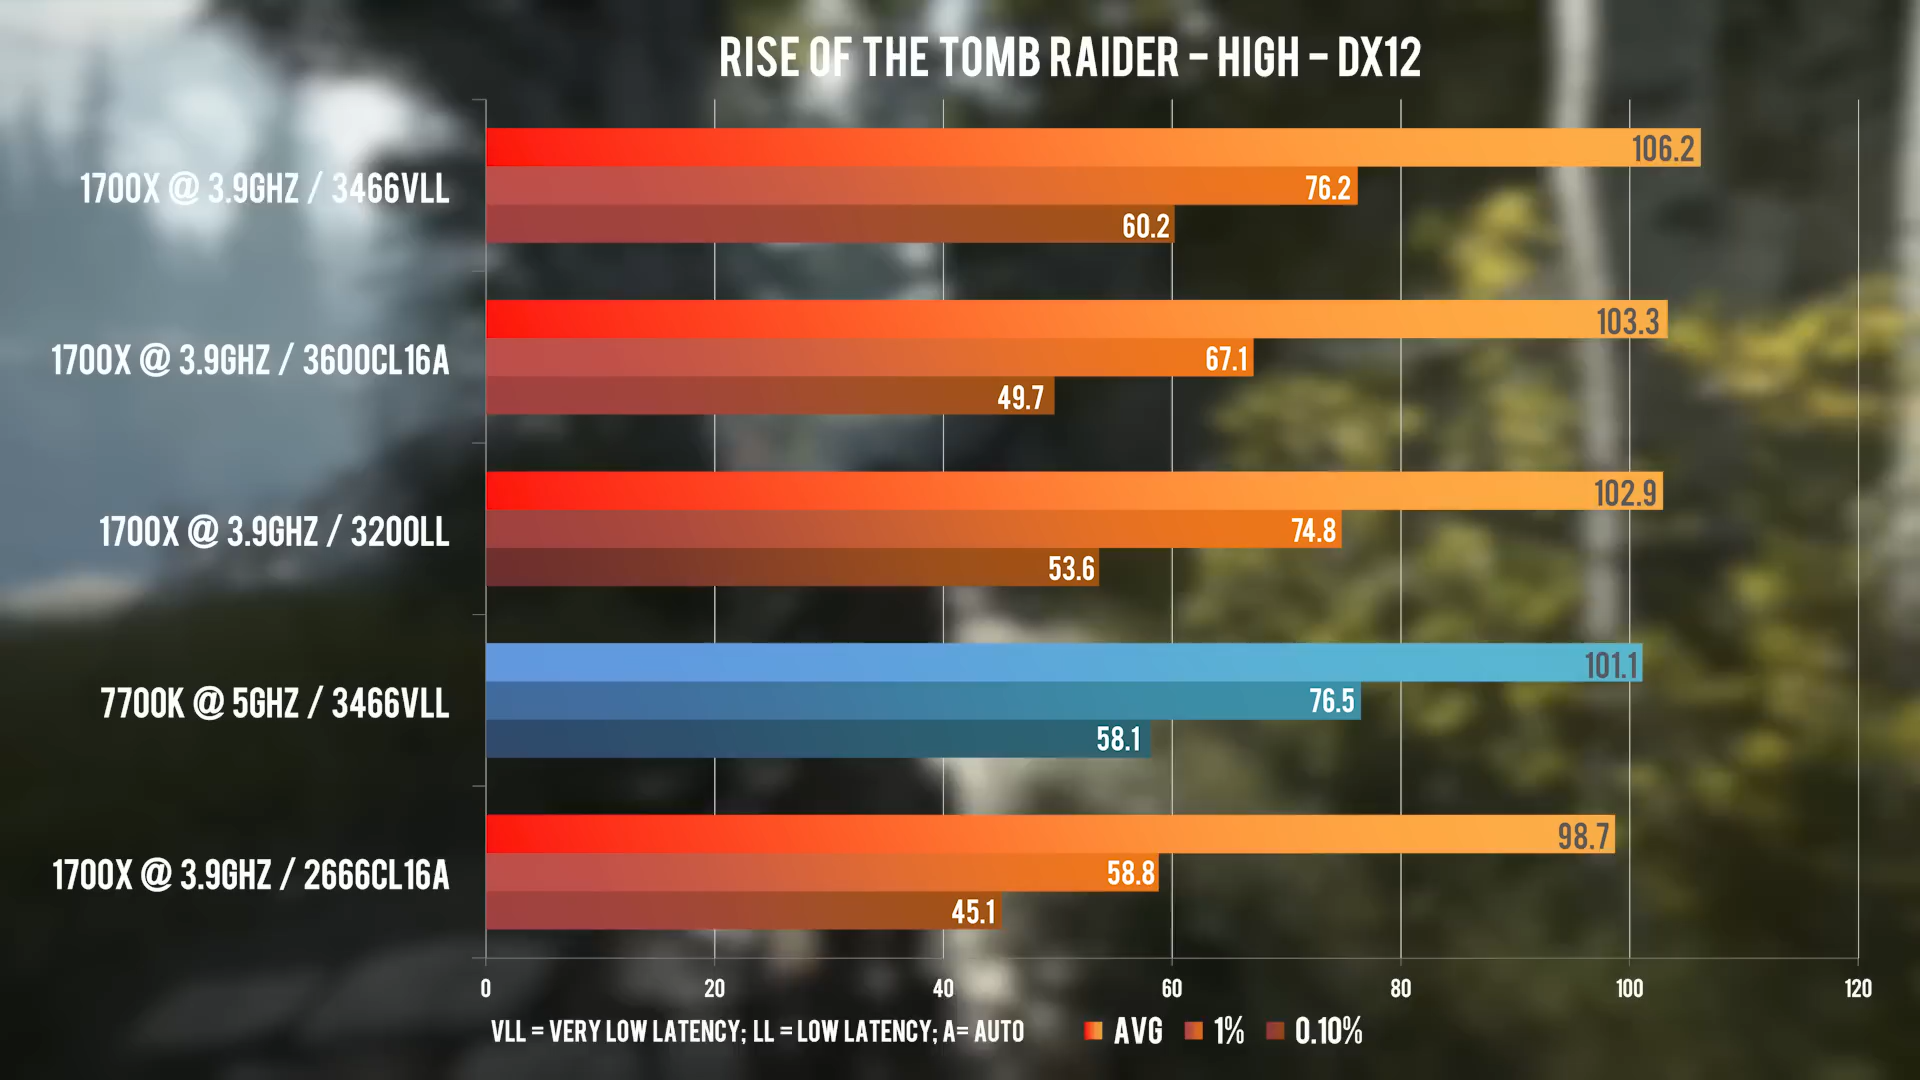 RISE OF THE TOMB RAIDER – HIGH – DX12
1700X @ 3.9GHZ / 3466VLL
106.2
76.2
60.2
1700X @ 3.9GHZ / 3600CL16A
103.3
67.1
49.7
1700X @ 3.9GHZ / 3200LL
102.9
74.8
53.6
7700K @ 5GHZ / 3466VLL
101.1
76.5
58.1
1700X @ 3.9GHZ / 2666CL16A
98.7
58.8
45.1
0 20 40 60 80 100 120
VLL = VERY LOW LATENCY; LL = LOW LATENCY; A= AUTO AVG 1% 0.10%